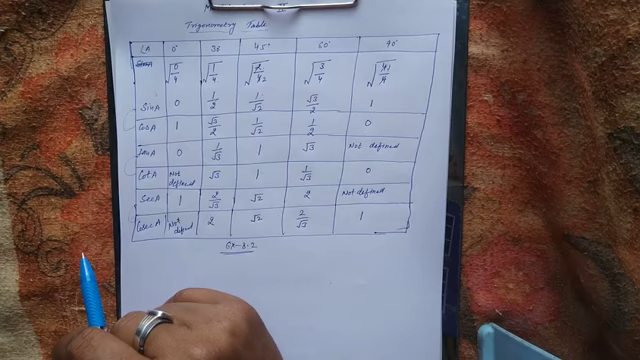 Trigonometry Table
∠A 0° 30 45° 60° 90°
√0/4 √1/4 √2/42 √3/4 √4/4
SinA 0 1/2 1/√2 √3/2 1
CosA 1 √3/2 1/√2 1/2 0
TanA 0 1/√3 1 √3 Not defined
CotA Not defined √3 1 1/√3 0
SecA 1 2/√3 √2 2 Not defined
CosecA Not defined 2 √2 2/√3 1
Ex-8.2